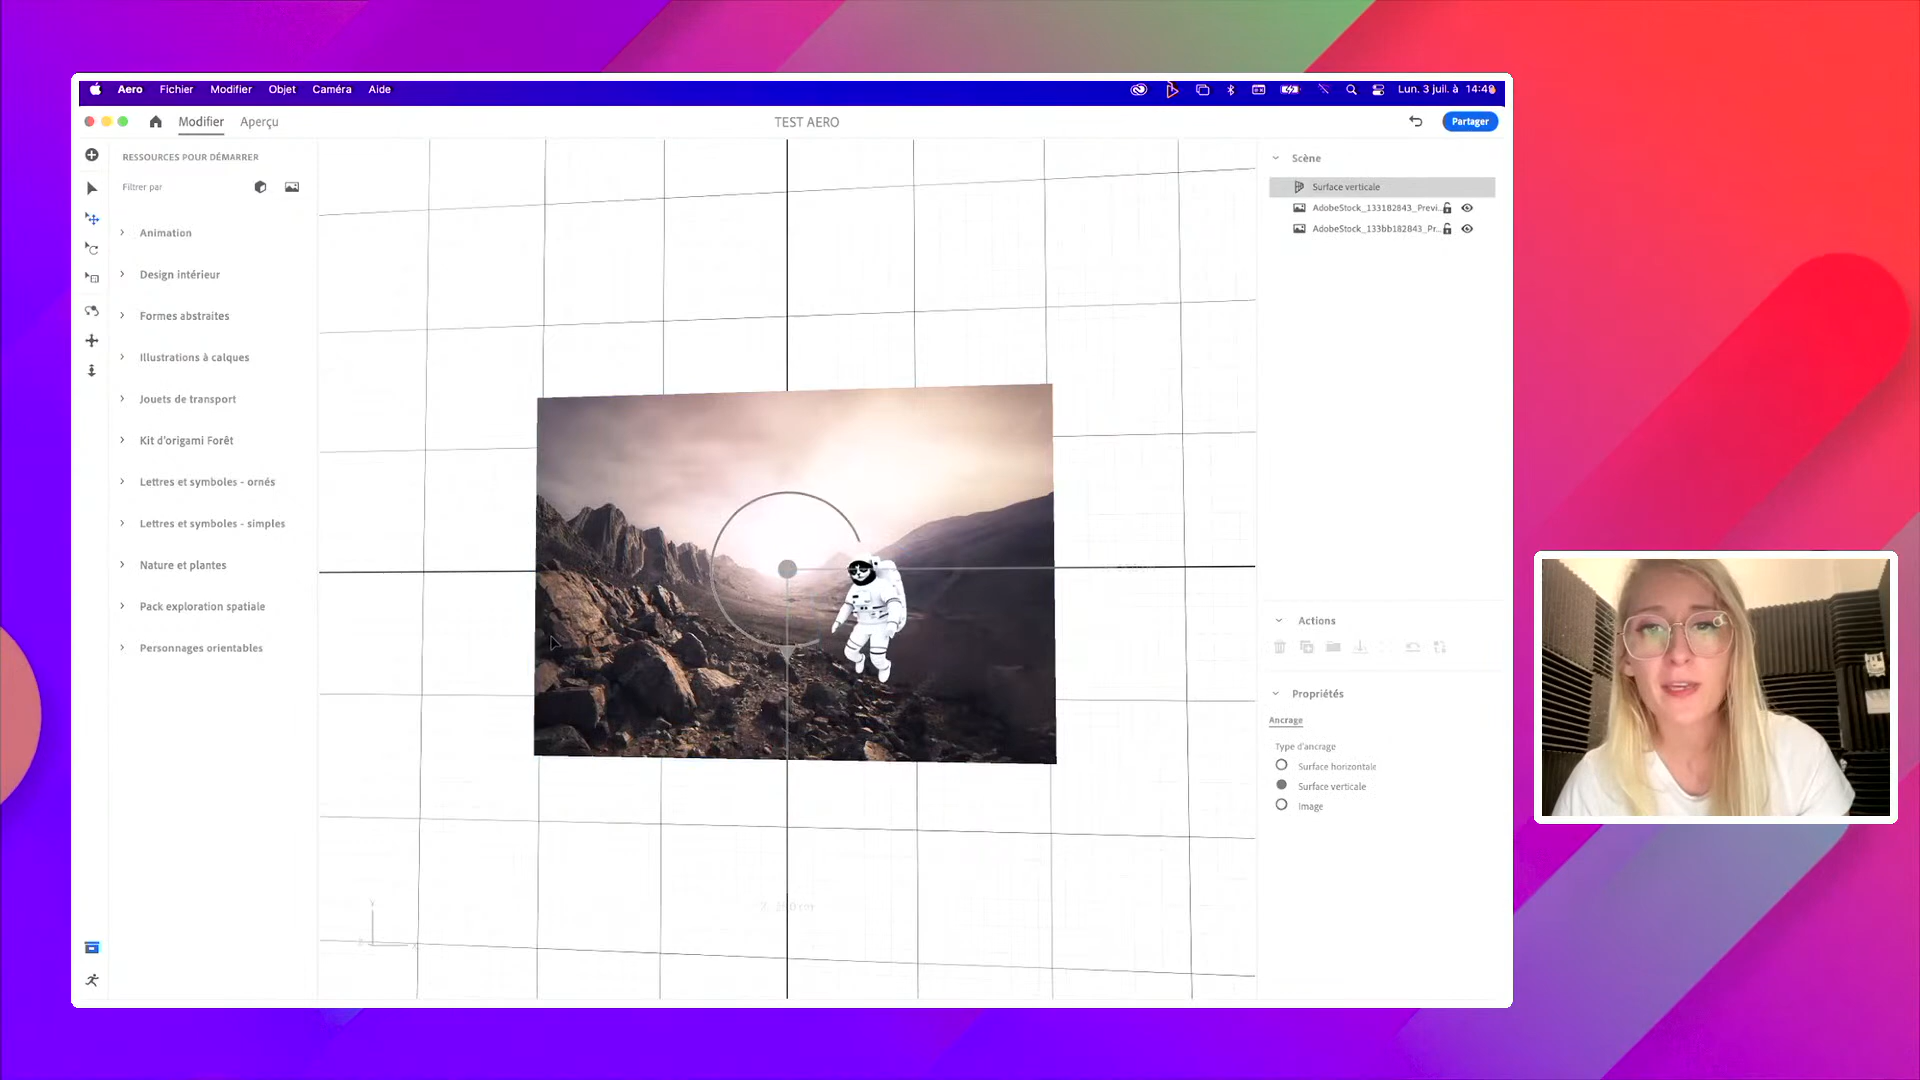 Aero Fichier Modifier Objet Caméra Aide
Lun. 3 juil. à 14:4
Modifier Aperçu
TEST AERO
Partager
RESSOURCES POUR DÉMARRER
Filtrer par
Animation
Design intérieur
Formes abstraites
Illustrations à calques
Jouets de transport
Kit d'origami Forêt
Lettres et symboles - ornés
Lettres et symboles - simples
Nature et plantes
Pack exploration spatiale
Personnages orientables
Scène
Surface verticale
AdobeStock_133182843_Previ...
AdobeStock_133bb182843_Pr...
Actions
Propriétés
Ancrage
Type d'ancrage
Surface horizontale
Surface verticale
Image